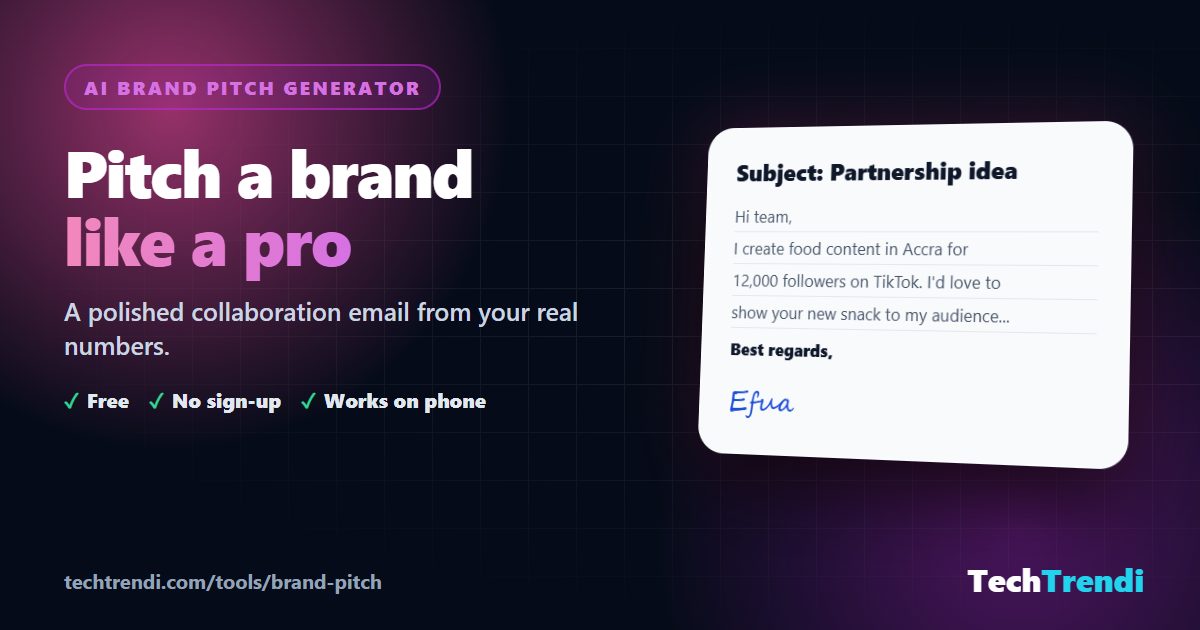 AI BRAND PITCH GENERATOR
Pitch a brand
like a pro
A polished collaboration email from your real
numbers.
✓ Free ✓ No sign-up ✓ Works on phone
Subject: Partnership idea
Hi team,
I create food content in Accra for
12,000 followers on TikTok. I'd love to
show your new snack to my audience...
Best regards,
Efua
techtrendi.com/tools/brand-pitch
TechTrendi